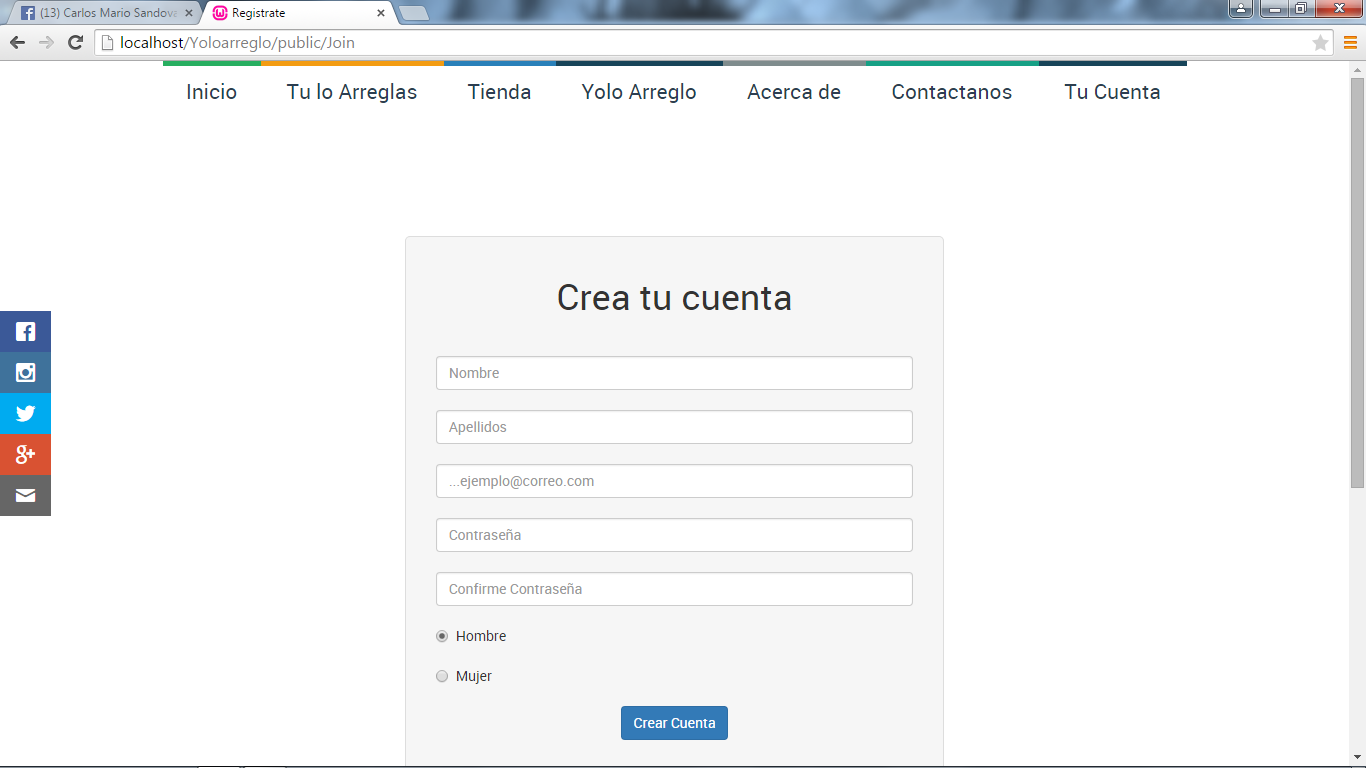 (13) Carlos Mario Sandova
Registrate
localhost/Yoloarreglo/public/Join
Inicio Tu lo Arreglas Tienda Yolo Arreglo Acerca de Contactanos Tu Cuenta
Crea tu cuenta
Nombre
Apellidos
...ejemplo@correo.com
Contraseña
Confirme Contraseña
Hombre
Mujer
Crear Cuenta